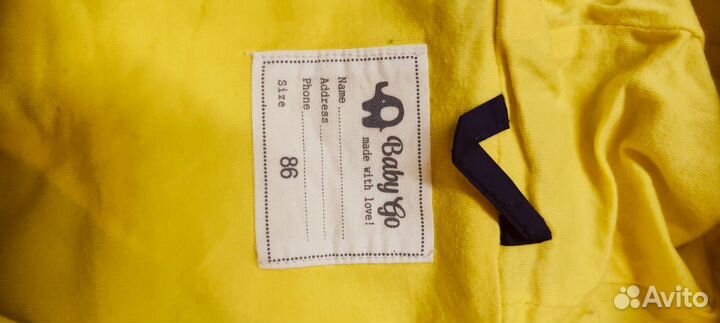 Baby Go
made with love!
Name
Address
Phone
Size 86
Avito